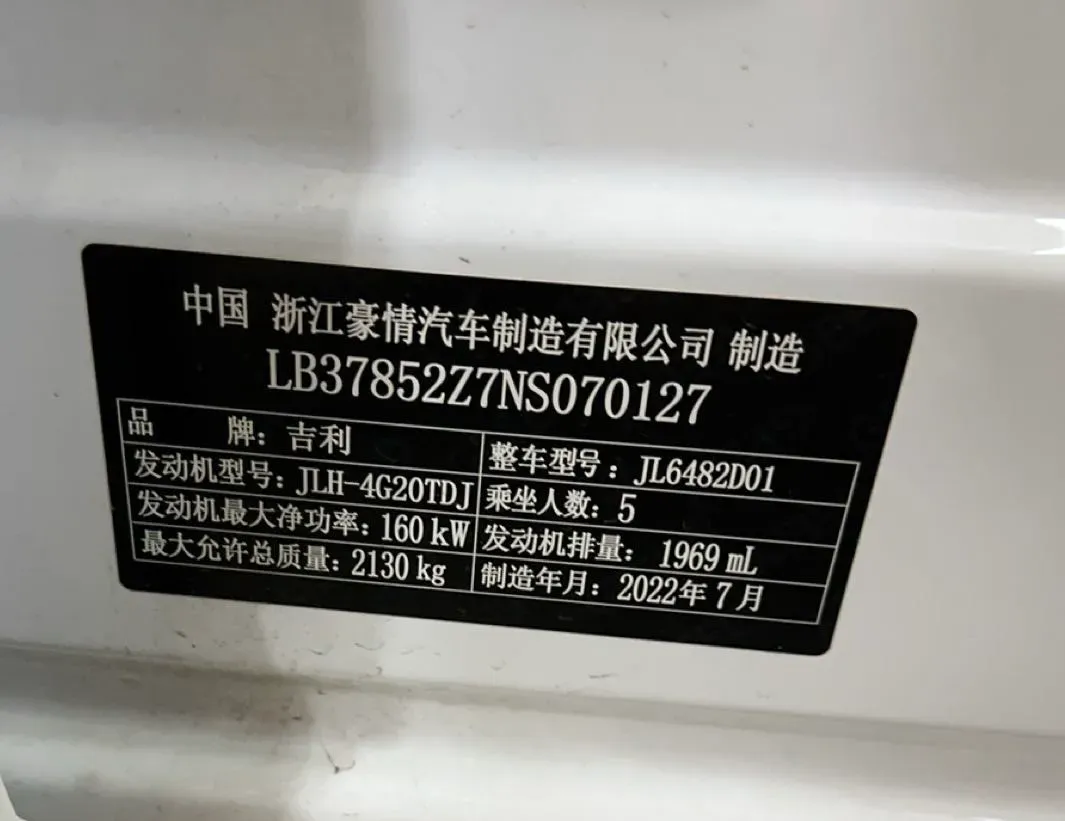 中国 浙江豪情汽车制造有限公司 制造
LB37852Z7NS070127
品 牌：吉利 整车型号：JL6482D01
发动机型号：JLH-4G20TDJ 乘坐人数：5
发动机最大净功率：160 kW 发动机排量：1969 mL
最大允许总质量：2130 kg 制造年月：2022年7月